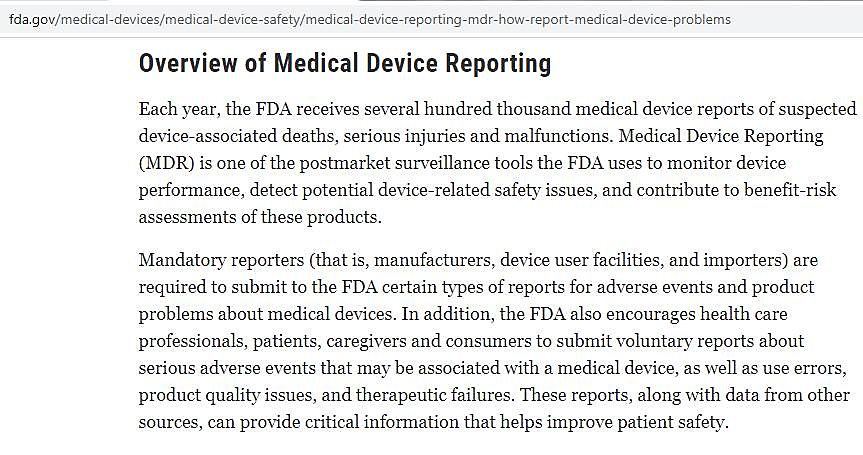 fda.gov/medical-devices/medical-device-safety/medical-device-reporting-mdr-how-report-medical-device-problems
Overview of Medical Device Reporting
Each year, the FDA receives several hundred thousand medical device reports of suspected
device-associated deaths, serious injuries and malfunctions. Medical Device Reporting
(MDR) is one of the postmarket surveillance tools the FDA uses to monitor device
performance, detect potential device-related safety issues, and contribute to benefit-risk
assessments of these products.
Mandatory reporters (that is, manufacturers, device user facilities, and importers) are
required to submit to the FDA certain types of reports for adverse events and product
problems about medical devices. In addition, the FDA also encourages health care
professionals, patients, caregivers and consumers to submit voluntary reports about
serious adverse events that may be associated with a medical device, as well as use errors,
product quality issues, and therapeutic failures. These reports, along with data from other
sources, can provide critical information that helps improve patient safety.